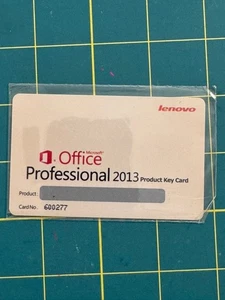 lenovo
Microsoft
Office
Professional 2013 Product Key Card
Product
Card No. 600277